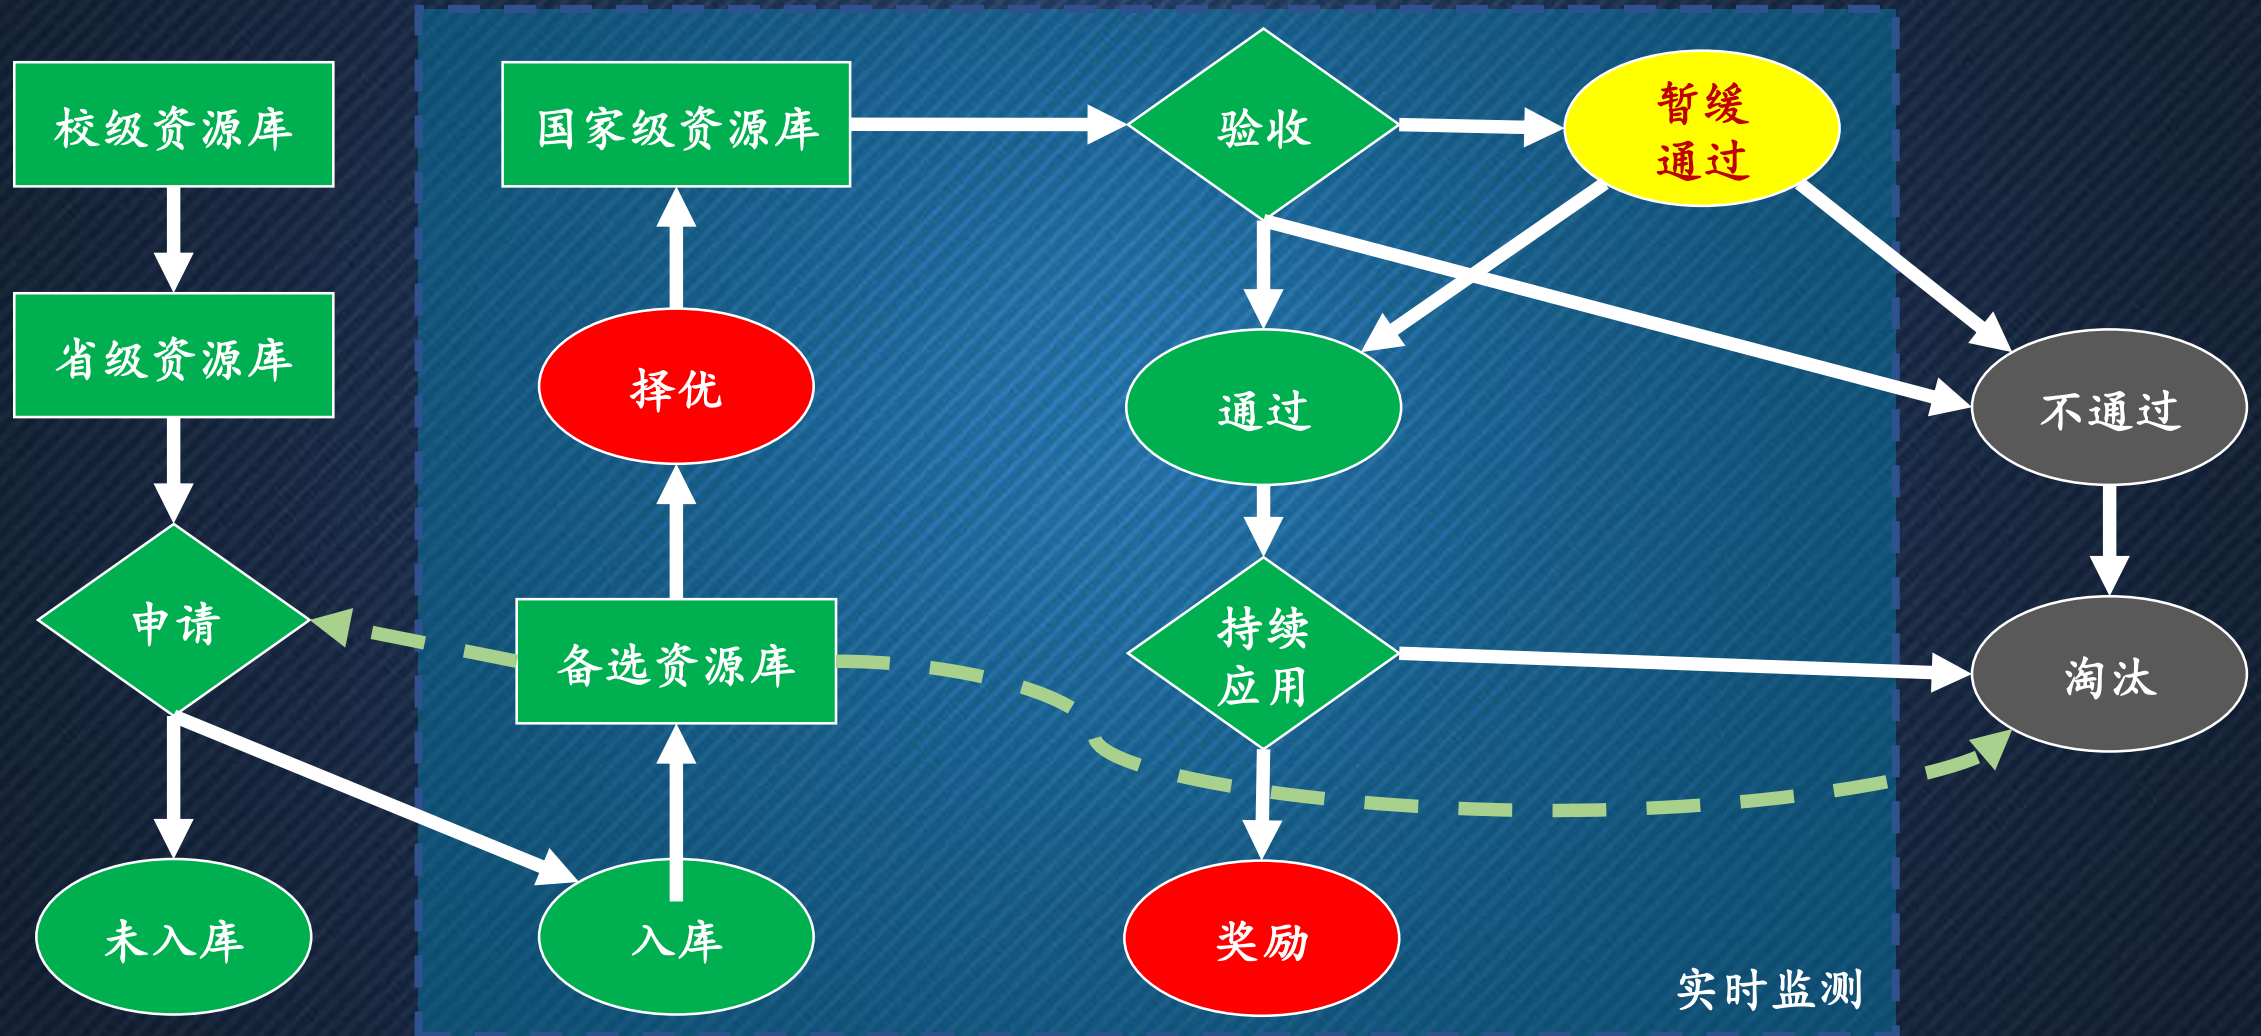 校级资源库
国家级资源库
验收
暂缓
通过
省级资源库
择优
通过
不通过
申请
备选资源库
持续
应用
淘汰
未入库
入库
奖励
实时监测